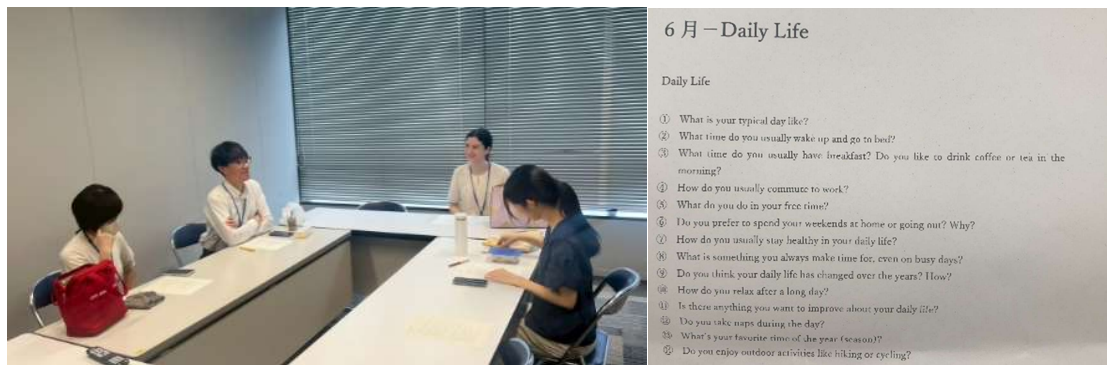 6月－Daily Life
Daily Life
① What is your typical day like?
② What time do you usually wake up and go to bed?
③ What time do you usually have breakfast? Do you like to drink coffee or tea in the
morning?
④ How do you usually commute to work?
⑤ What do you do in your free time?
⑥ Do you prefer to spend your weekends at home or going out? Why?
⑦ How do you usually stay healthy in your daily life?
⑧ What is something you always make time for, even on busy days?
⑨ Do you think your daily life has changed over the years? How?
⑩ How do you relax after a long day?
⑪ Is there anything you want to improve about your daily life?
⑫ Do you take naps during the day?
⑬ What's your favorite time of the year (season)?
Do you enjoy outdoor activities like hiking or cycling?